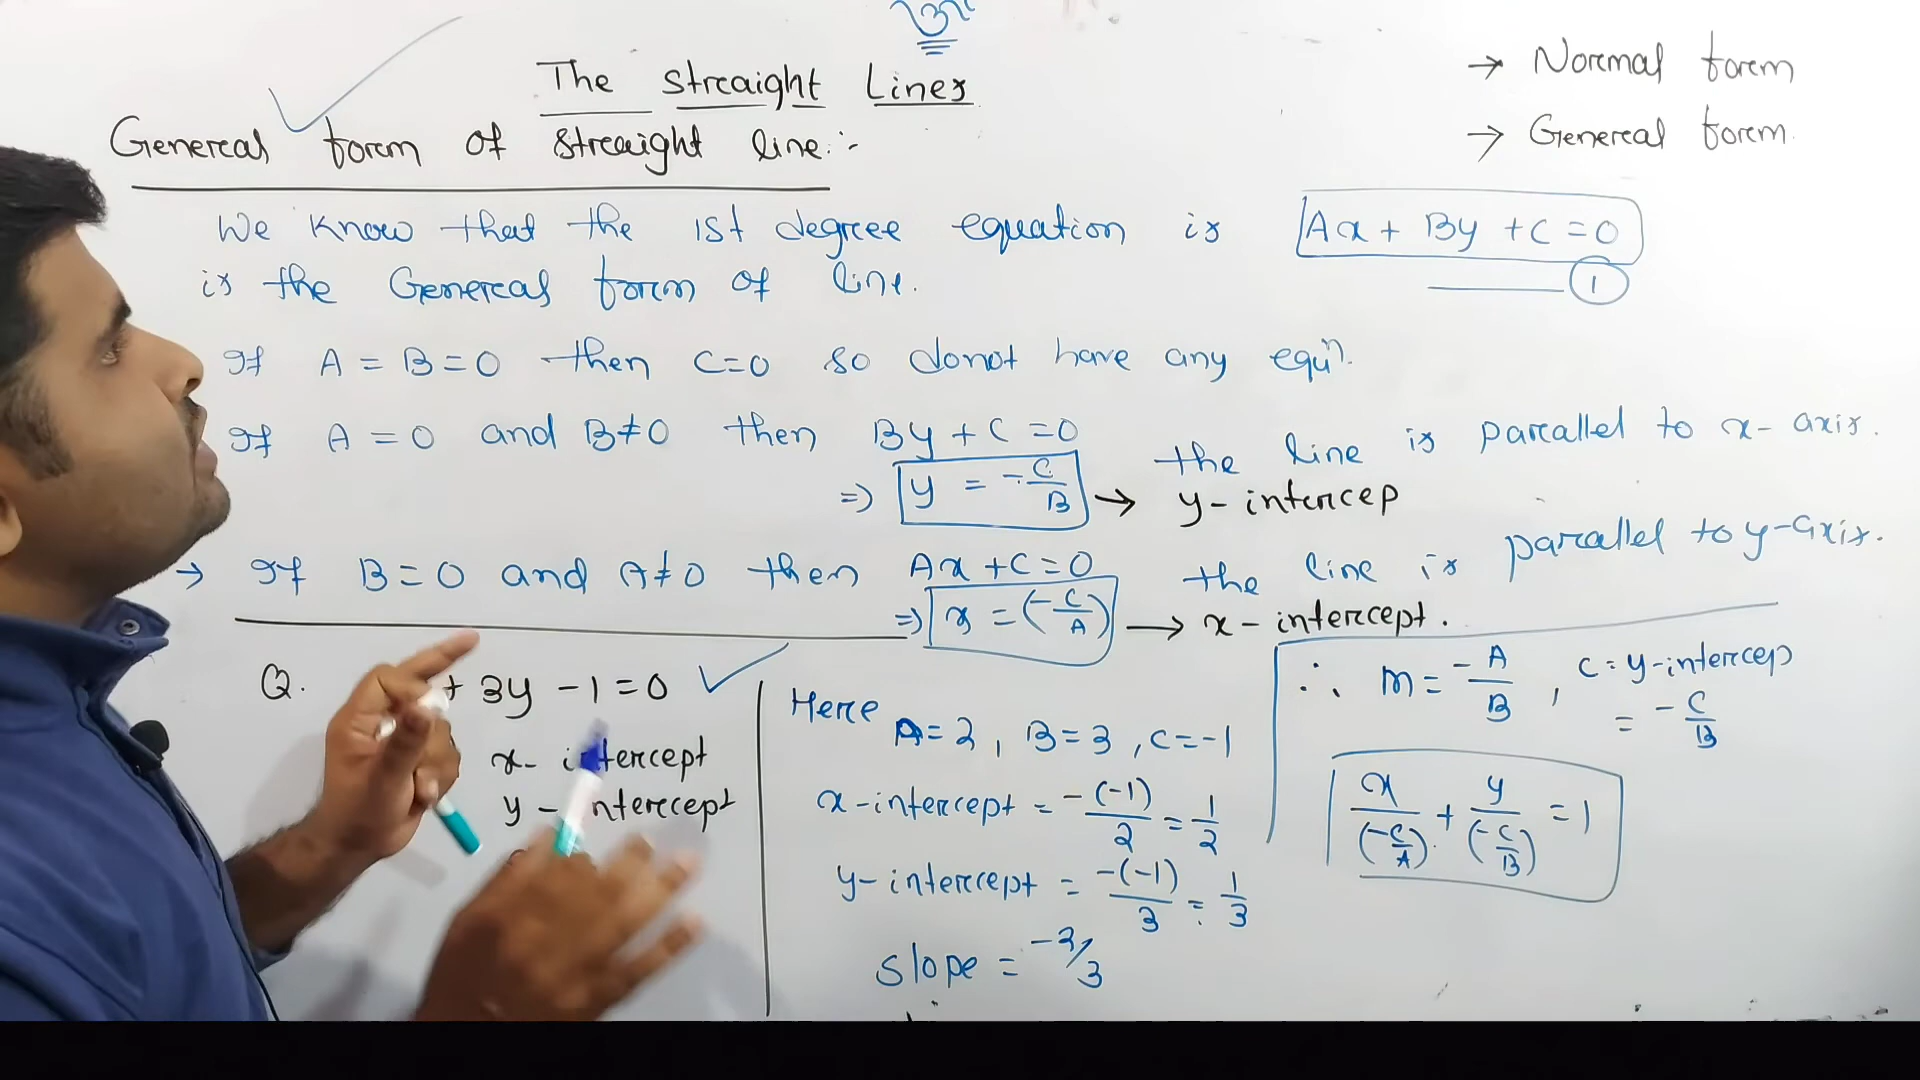 The Straight Lines
→ Normal form
→ General form
General form of straight line:-
We know that the 1st degree equation is Ax + By + C = 0
is the General form of line. ①
If A = B = 0 then C=0 so donot have any equn.
If A = 0 and B≠0 then By + C = 0 the line is parallel to x-axis.
⇒ y = -C/B → y-intercep
→ If B = 0 and A≠0 then Ax + C = 0 the line is parallel to y-axis.
⇒ x = (-C/A) → x-intercept.
Q. + 3y - 1 = 0
x- intercept
y - intercept
Here A = 2, B = 3, C = -1
x-intercept = -(-1)/2 = 1/2
y-intercept = -(-1)/3 = 1/3
slope = -2/3
∴ m = -A/B , C = y-intercep
= -C/B
x/(-C/A) + y/(-C/B) = 1